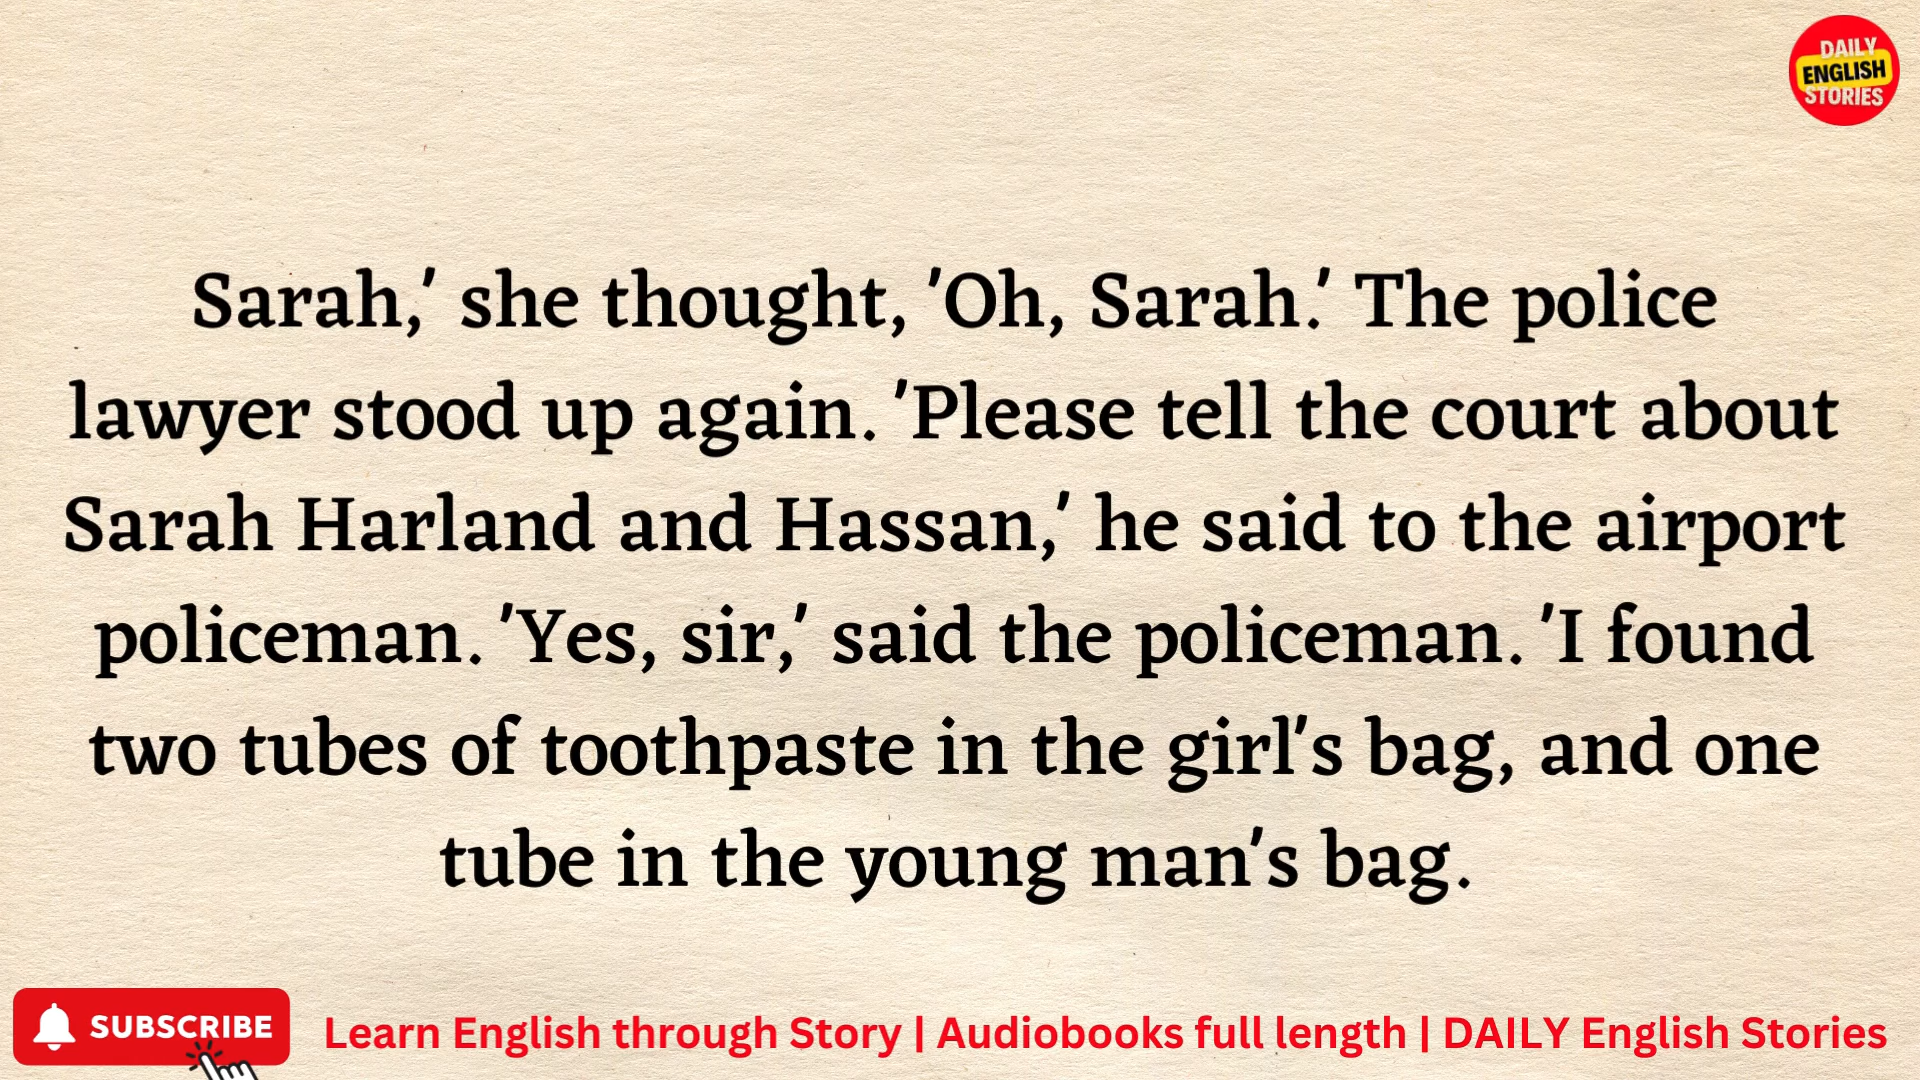 DAILY
ENGLISH
STORIES
Sarah,' she thought, 'Oh, Sarah.' The police
lawyer stood up again. 'Please tell the court about
Sarah Harland and Hassan,' he said to the airport
policeman. 'Yes, sir,' said the policeman. 'I found
two tubes of toothpaste in the girl's bag, and one
tube in the young man's bag.
SUBSCRIBE
Learn English through Story | Audiobooks full length | DAILY English Stories